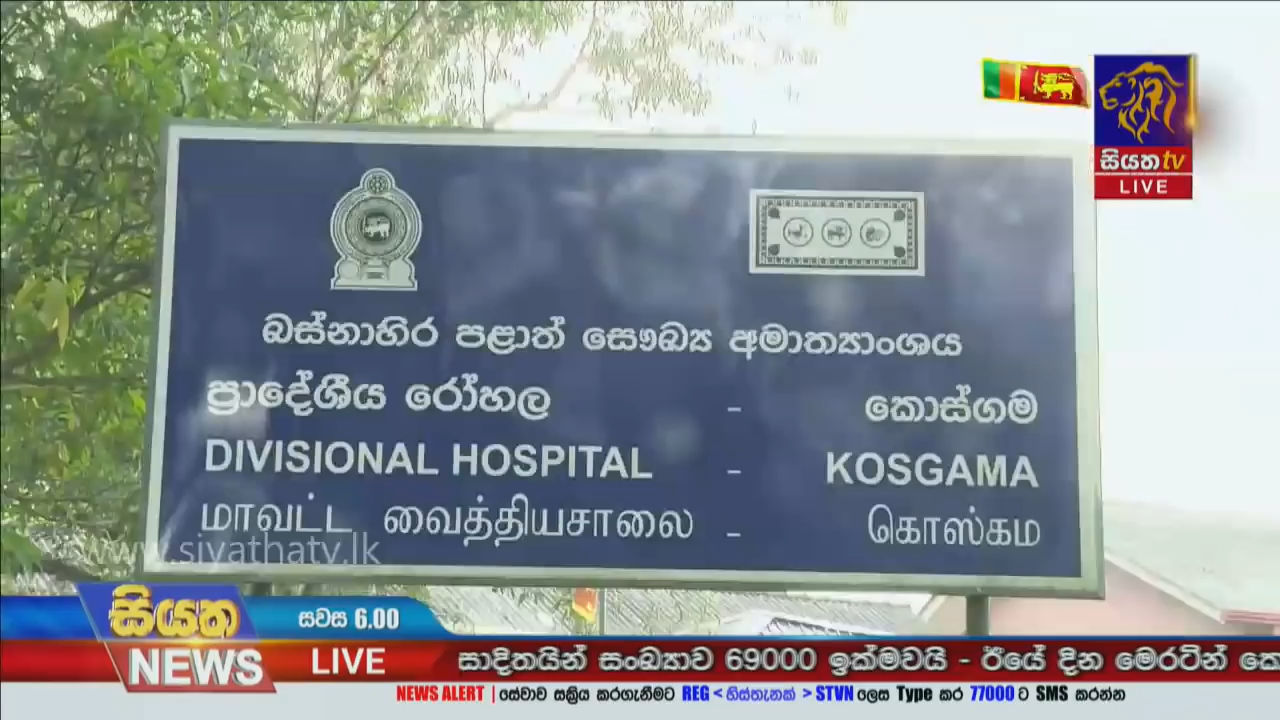 සියත tv
LIVE
බස්නාහිර පළාත් සෞඛ්‍ය අමාත්‍යාංශය
ප්‍රාදේශීය රෝහල - කොස්ගම
DIVISIONAL HOSPITAL - KOSGAMA
மாவட்ட வைத்தியசாலை - கொஸ்கம
www.siyathatv.lk
සියත සවස 6.00
NEWS LIVE සාදිතයින් සංඛ්‍යාව 69000 ඉක්මවයි - ඊයේ දින මෙරටින් කො
NEWS ALERT | සේවාව සක්‍රිය කරගැනීමට REG < හිස්තැනක් > STVN ලෙස Type කර 77000 ට SMS කරන්න